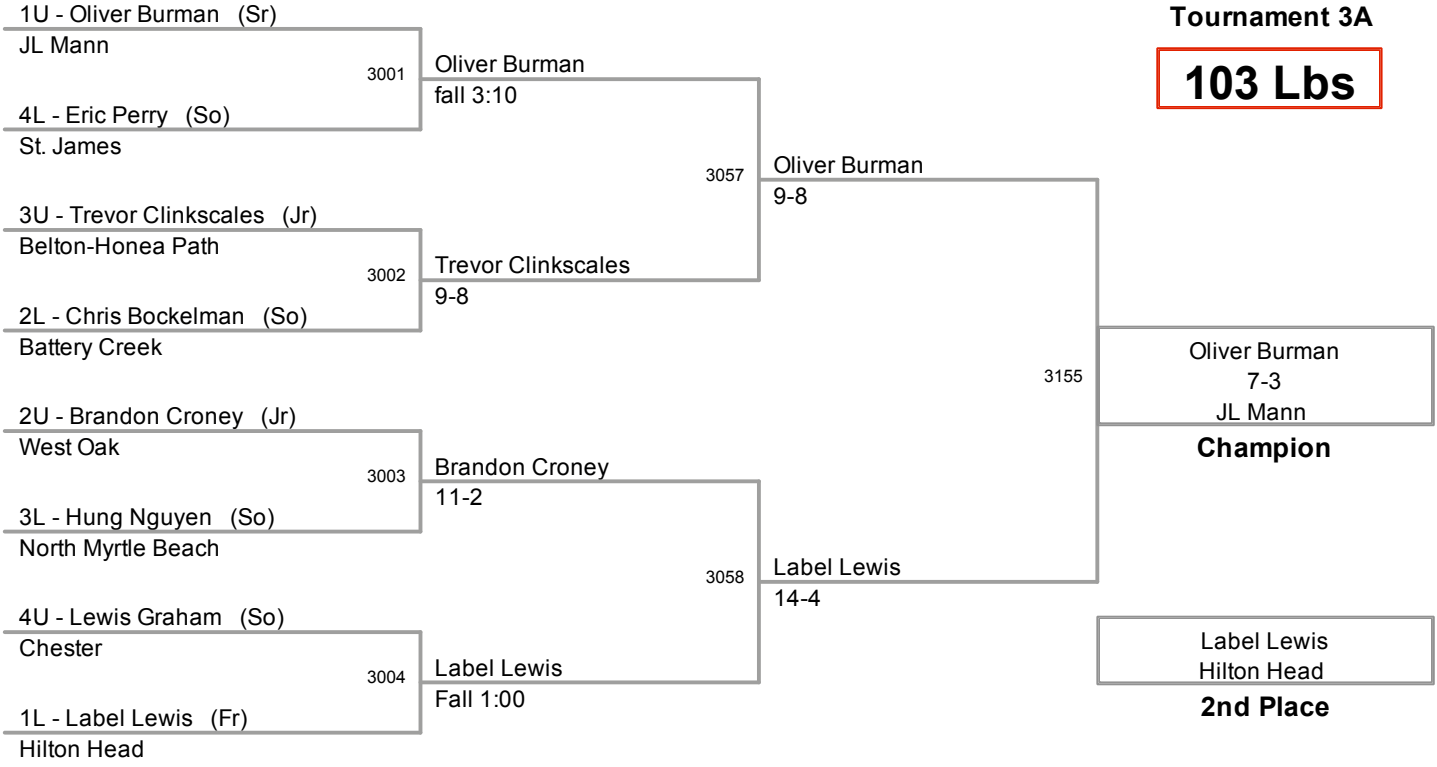 Tournament 3A
103 Lbs
1U - Oliver Burman (Sr)
JL Mann
3001
4L - Eric Perry (So)
St. James
Oliver Burman
fall 3:10
3U - Trevor Clinkscales (Jr)
Belton-Honea Path
3002
2L - Chris Bockelman (So)
Battery Creek
Trevor Clinkscales
9-8
3057
Oliver Burman
9-8
2U - Brandon Croney (Jr)
West Oak
3003
3L - Hung Nguyen (So)
North Myrtle Beach
Brandon Croney
11-2
4U - Lewis Graham (So)
Chester
3004
1L - Label Lewis (Fr)
Hilton Head
Label Lewis
Fall 1:00
3058
Label Lewis
14-4
3155
Oliver Burman
7-3
JL Mann
Champion
Label Lewis
Hilton Head
2nd Place